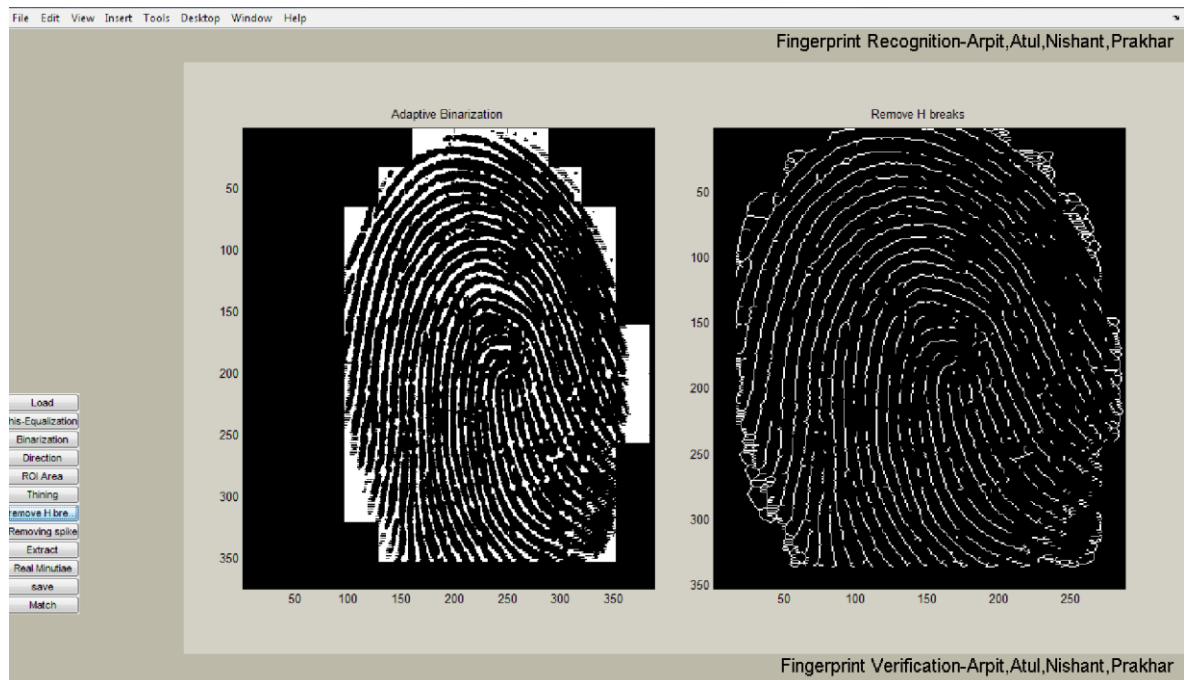 File Edit View Insert Tools Desktop Window Help
Fingerprint Recognition-Arpit,Atul,Nishant,Prakhar
Adaptive Binarization
50
100
150
200
250
300
350
50 100 150 200 250 300 350
Remove H breaks
50
100
150
200
250
300
350
50 100 150 200 250
Load
his-Equalization
Binarization
Direction
ROI Area
Thining
remove H bre...
Removing spike
Extract
Real Minutiae
save
Match
Fingerprint Verification-Arpit,Atul,Nishant,Prakhar